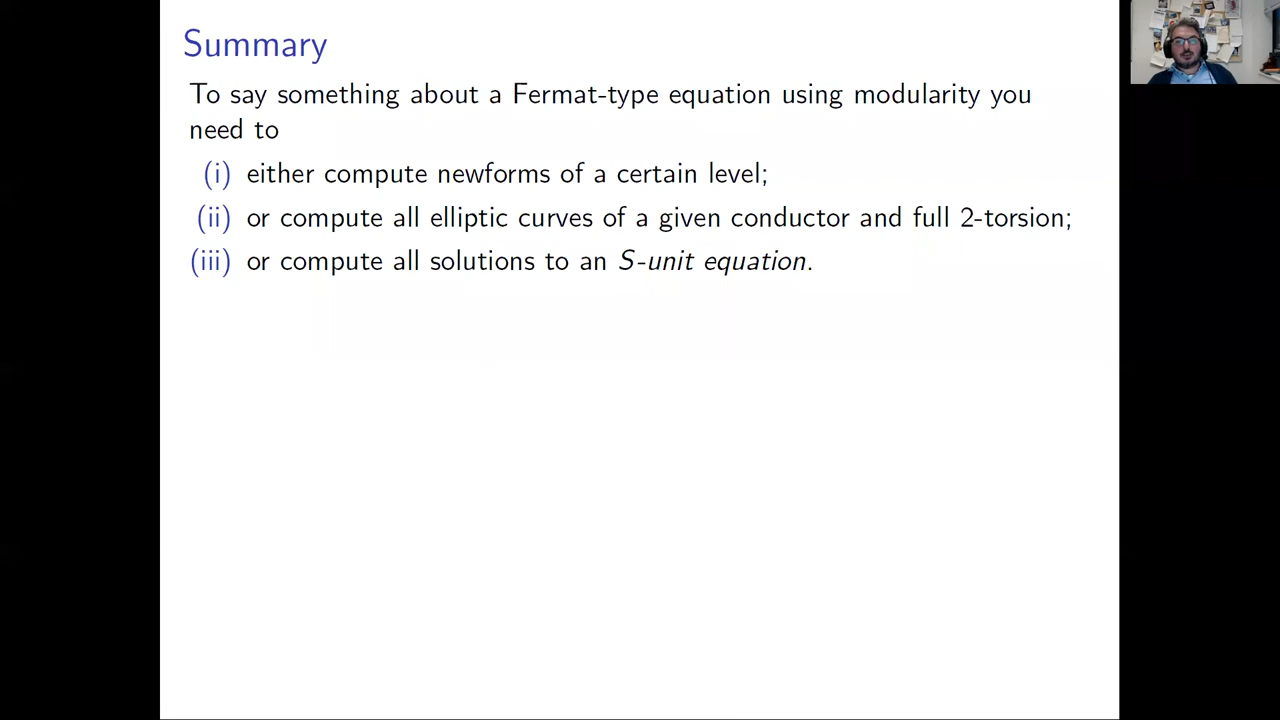 Summary
To say something about a Fermat-type equation using modularity you
need to
(i) either compute newforms of a certain level;
(ii) or compute all elliptic curves of a given conductor and full 2-torsion;
(iii) or compute all solutions to an S-unit equation.